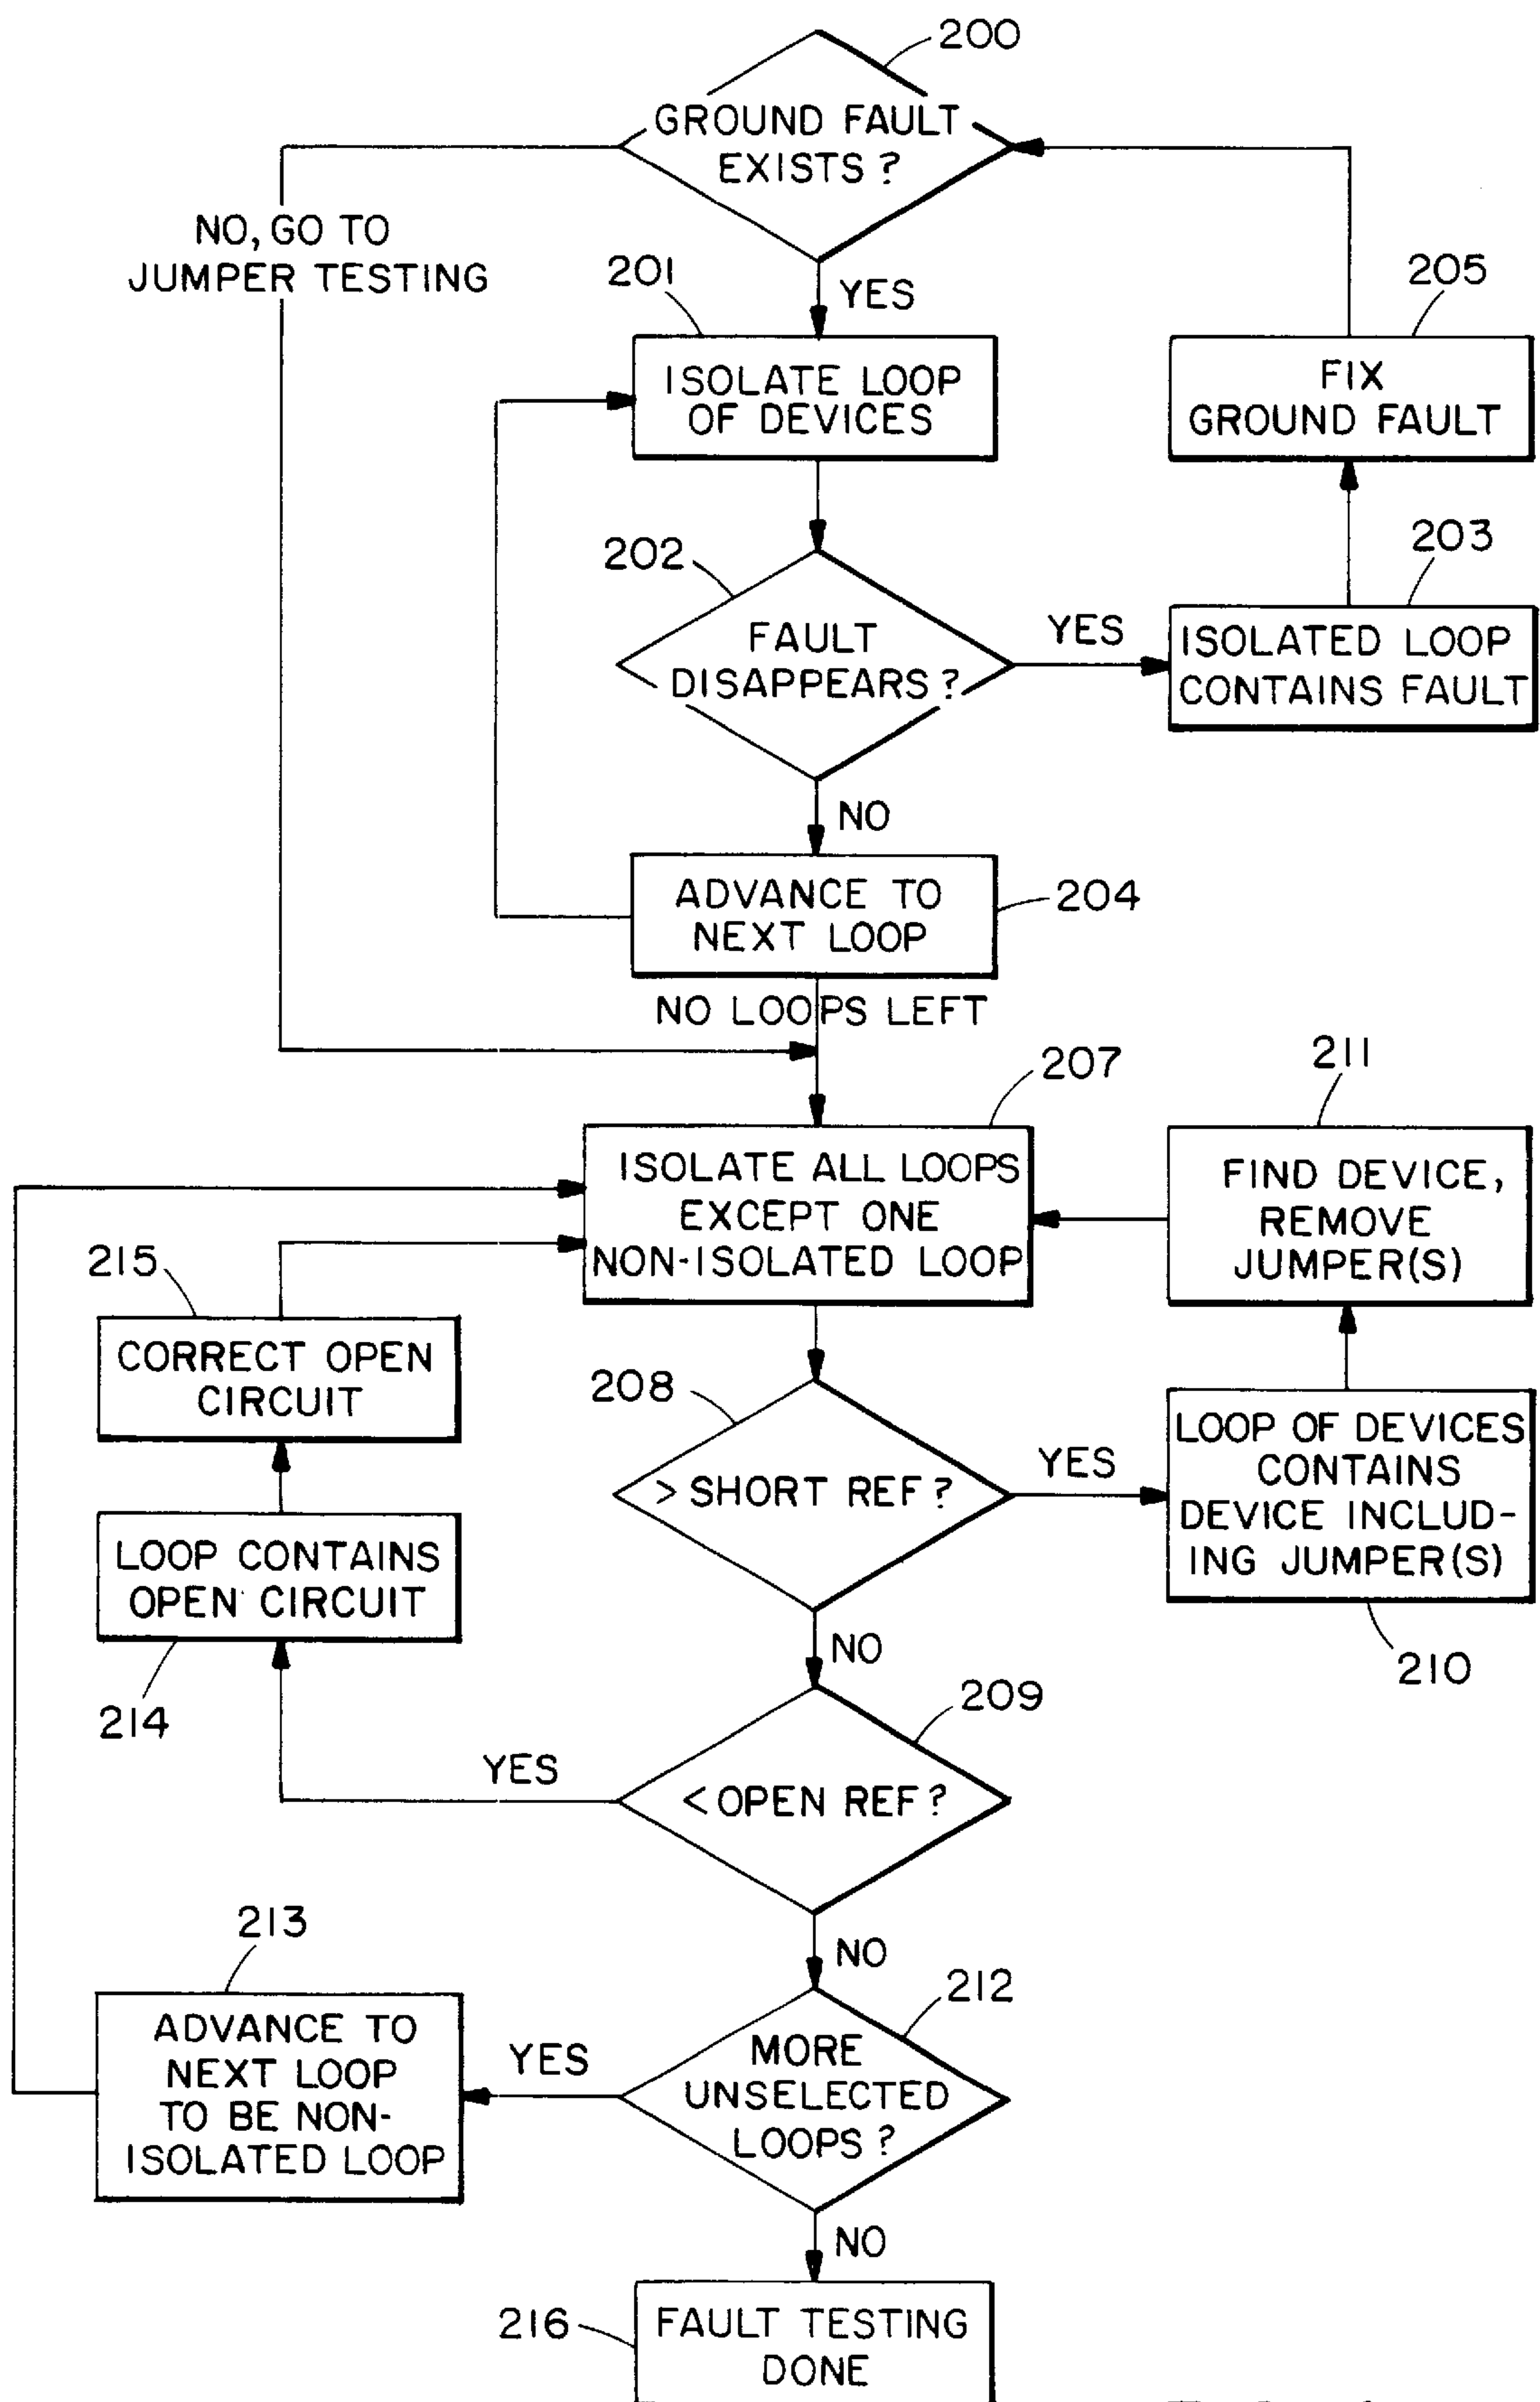 200
GROUND FAULT
EXISTS ?
NO, GO TO
JUMPER TESTING
201
YES
205
ISOLATE LOOP
OF DEVICES
FIX
GROUND FAULT
202
203
FAULT
DISAPPEARS ?
YES
ISOLATED LOOP
CONTAINS FAULT
NO
ADVANCE TO
NEXT LOOP
204
NO LOOPS LEFT
207
211
ISOLATE ALL LOOPS
EXCEPT ONE
NON-ISOLATED LOOP
FIND DEVICE,
REMOVE
JUMPER(S)
215
CORRECT OPEN
CIRCUIT
208
> SHORT REF ?
YES
LOOP OF DEVICES
CONTAINS
DEVICE INCLUD-
ING JUMPER(S)
LOOP CONTAINS
OPEN CIRCUIT
NO
210
214
209
YES
< OPEN REF ?
213
NO
212
ADVANCE TO
NEXT LOOP
TO BE NON-
ISOLATED LOOP
YES
MORE
UNSELECTED
LOOPS ?
NO
216
FAULT TESTING
DONE